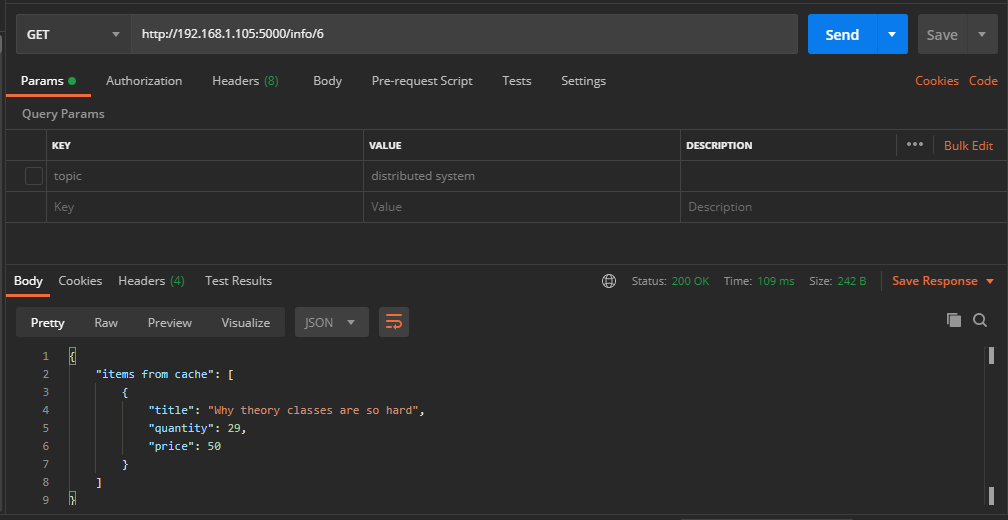 GET http://192.168.1.105:5000/info/6 Send Save
Params Authorization Headers (8) Body Pre-request Script Tests Settings Cookies Code
Query Params
KEY VALUE DESCRIPTION ••• Bulk Edit
topic distributed system
Key Value Description
Body Cookies Headers (4) Test Results Status: 200 OK Time: 109 ms Size: 242 B Save Response
Pretty Raw Preview Visualize JSON
1 {
2 "items from cache": [
3 {
4 "title": "Why theory classes are so hard",
5 "quantity": 29,
6 "price": 50
7 }
8 ]
9 }